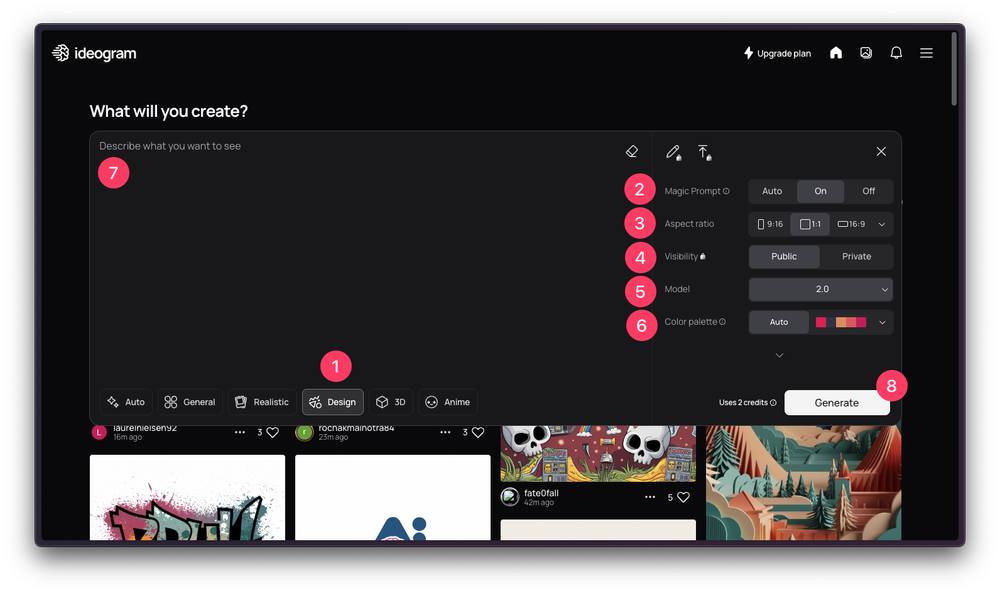 ideogram
Upgrade plan
What will you create?
Describe what you want to see
7
2
Magic Prompt
Auto
On
Off
3
Aspect ratio
9:16
1:1
16:9
4
Visibility
Public
Private
5
Model
2.0
6
Color palette
Auto
1
8
Auto
General
Realistic
Design
3D
Anime
Uses 2 credits
Generate
L
laurelnielsen92
16m ago
3
r
rochakmalhotra84
23m ago
3
fate0fall
42m ago
5